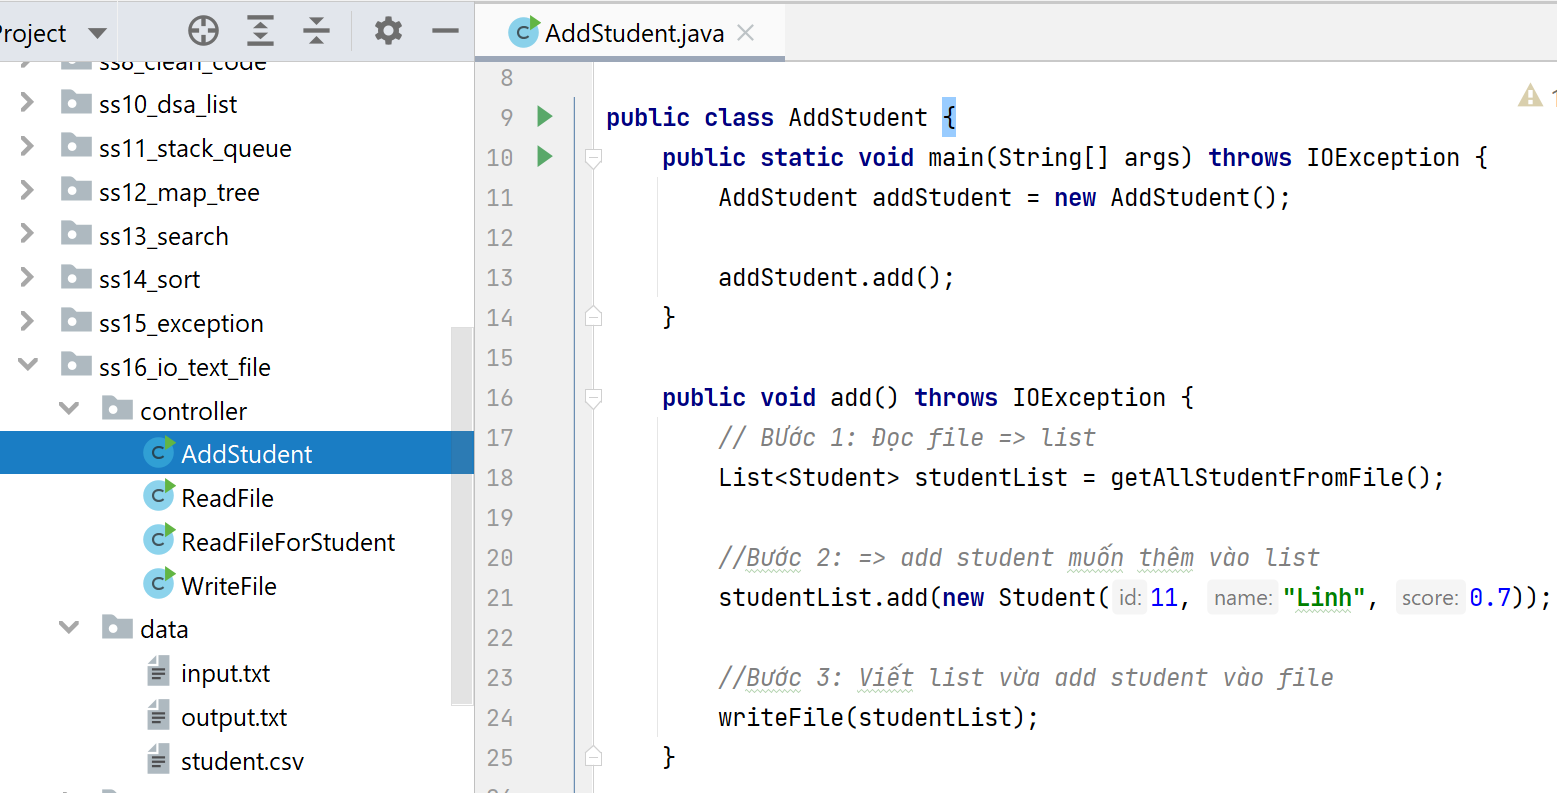 Project
AddStudent.java
ss8_clean_code
ss10_dsa_list
ss11_stack_queue
ss12_map_tree
ss13_search
ss14_sort
ss15_exception
ss16_io_text_file
controller
AddStudent
ReadFile
ReadFileForStudent
WriteFile
data
input.txt
output.txt
student.csv
8
9 public class AddStudent {
10 public static void main(String[] args) throws IOException {
11 AddStudent addStudent = new AddStudent();
12
13 addStudent.add();
14 }
15
16 public void add() throws IOException {
17 // BƯớc 1: Đọc file => list
18 List<Student> studentList = getAllStudentFromFile();
19
20 //Bước 2: => add student muốn thêm vào list
21 studentList.add(new Student( id: 11, name: "Linh", score: 0.7));
22
23 //Bước 3: Viết list vừa add student vào file
24 writeFile(studentList);
25 }